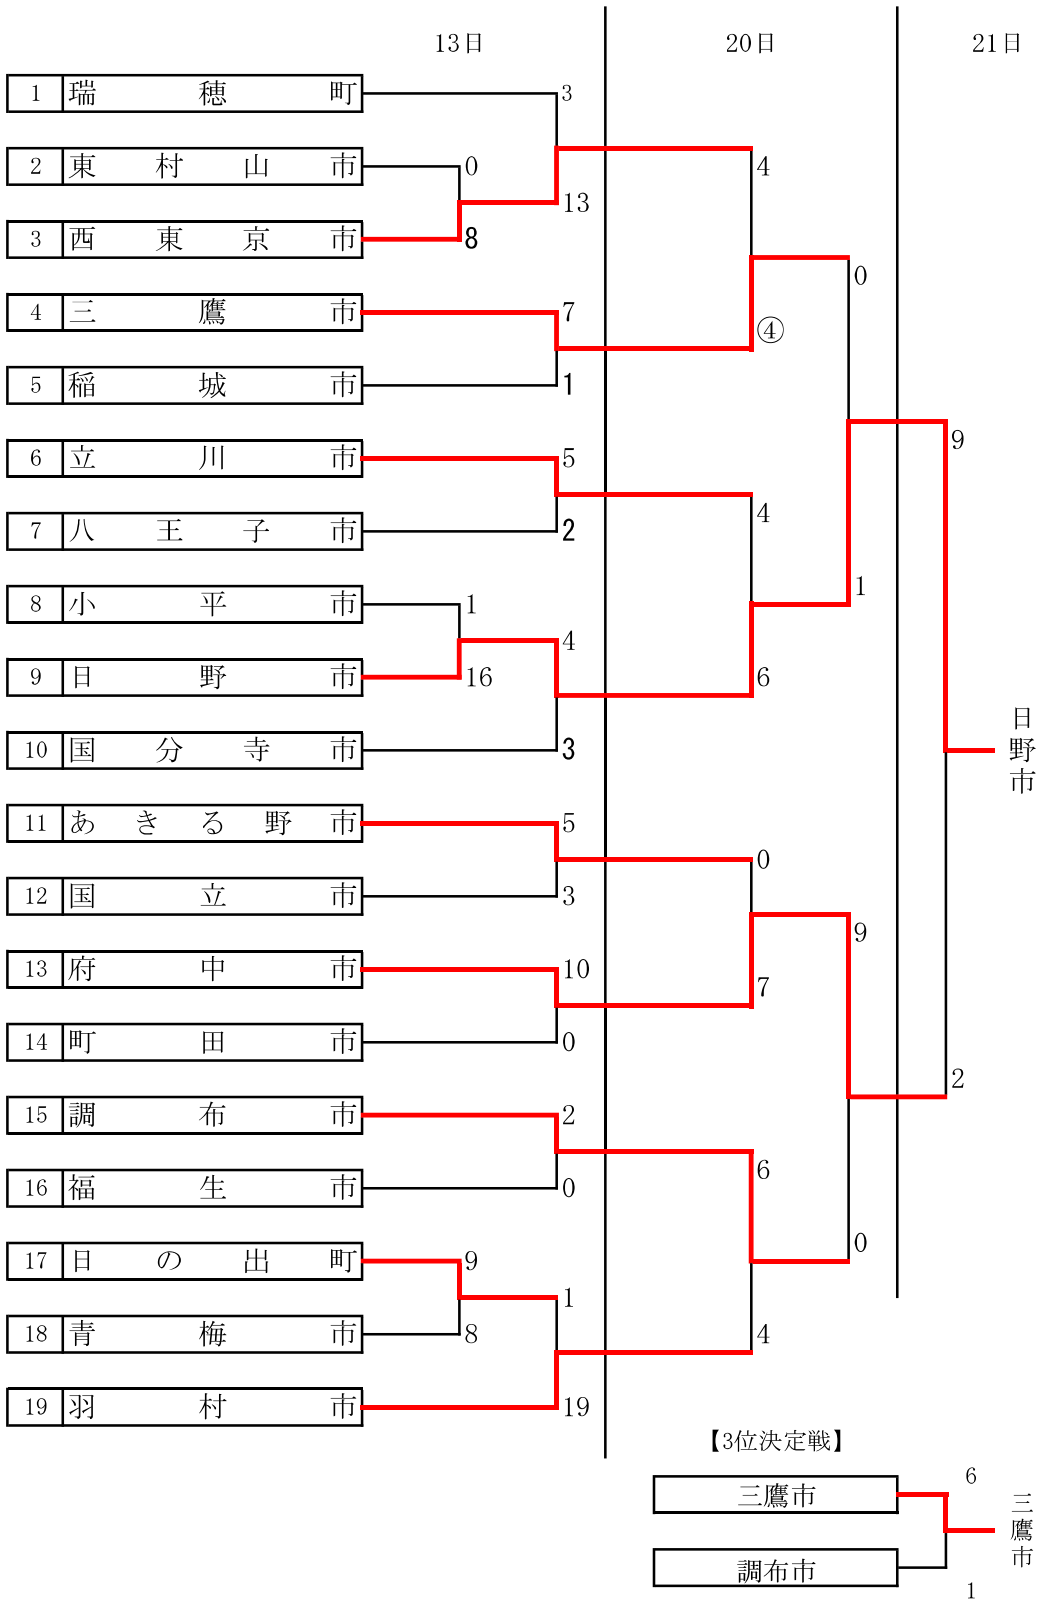 13日 20日 21日
1 瑞穂町 3
2 東村山市 0
13
3 西東京市 8
4
0
4 三鷹市 7
④
5 稲城市 1
9
6 立川市 5
4
7 八王子市 2
1
8 小平市 1
4
9 日野市 16
6
日野市
10 国分寺市 3
11 あきる野市 5
0
12 国立市 3
9
13 府中市 10
7
14 町田市 0
2
15 調布市 2
6
16 福生市 0
0
17 日の出町 9
1
18 青梅市 8
4
19 羽村市 19
【3位決定戦】
6
三鷹市
三鷹市
調布市
1